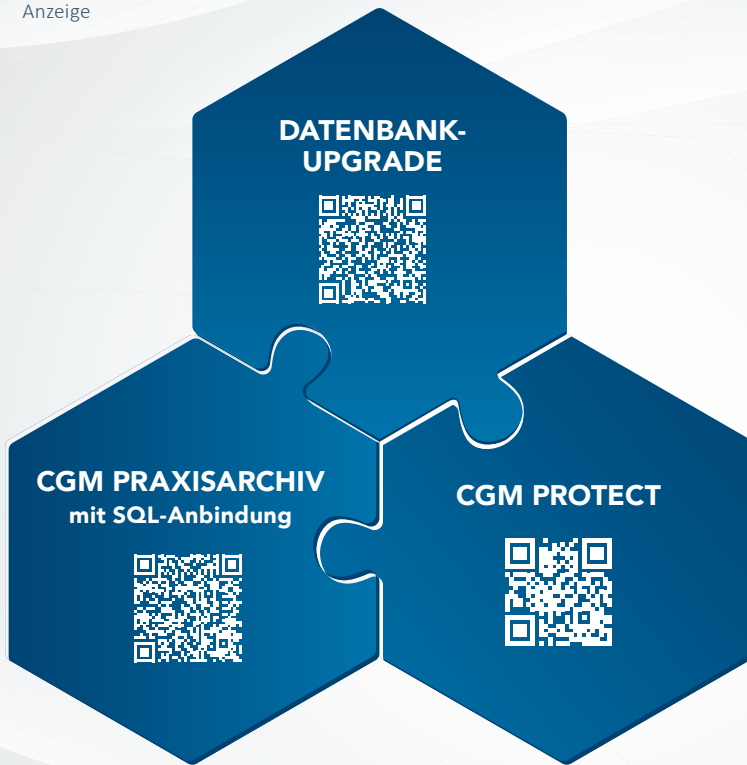 Anzeige
DATENBANK-
UPGRADE
CGM PRAXISARCHIV
mit SQL-Anbindung
CGM PROTECT